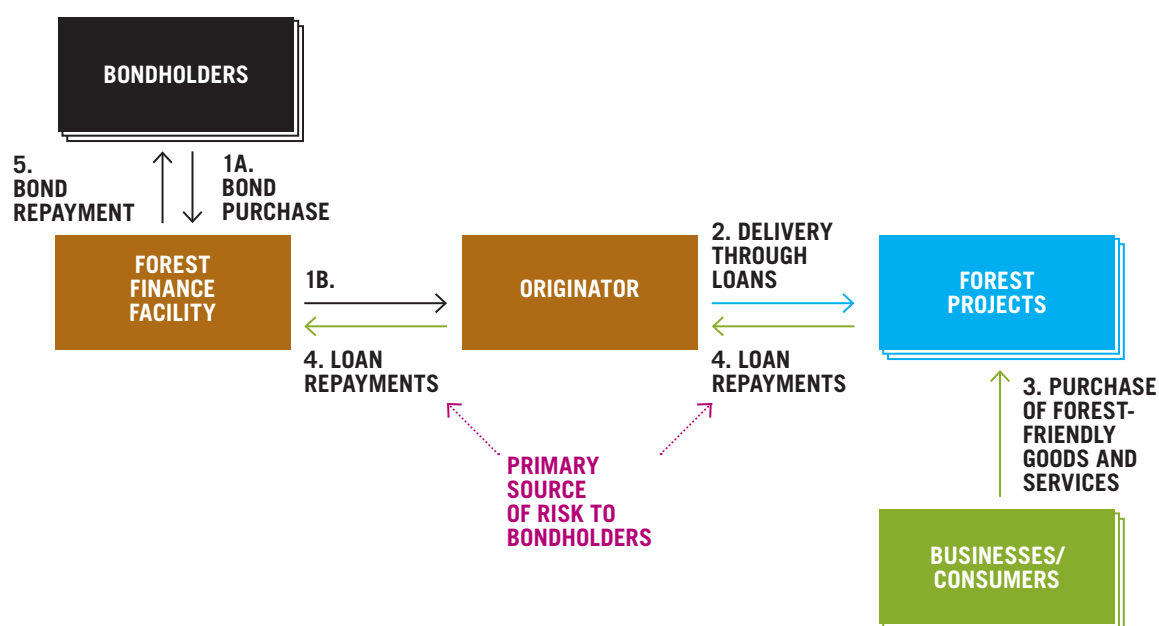 BONDHOLDERS
5.
BOND
REPAYMENT
1A.
BOND
PURCHASE
FOREST
FINANCE
FACILITY
1B.
4. LOAN
REPAYMENTS
ORIGINATOR
2. DELIVERY
THROUGH
LOANS
4. LOAN
REPAYMENTS
FOREST
PROJECTS
PRIMARY
SOURCE
OF RISK TO
BONDHOLDERS
3. PURCHASE
OF FOREST-
FRIENDLY
GOODS AND
SERVICES
BUSINESSES/
CONSUMERS